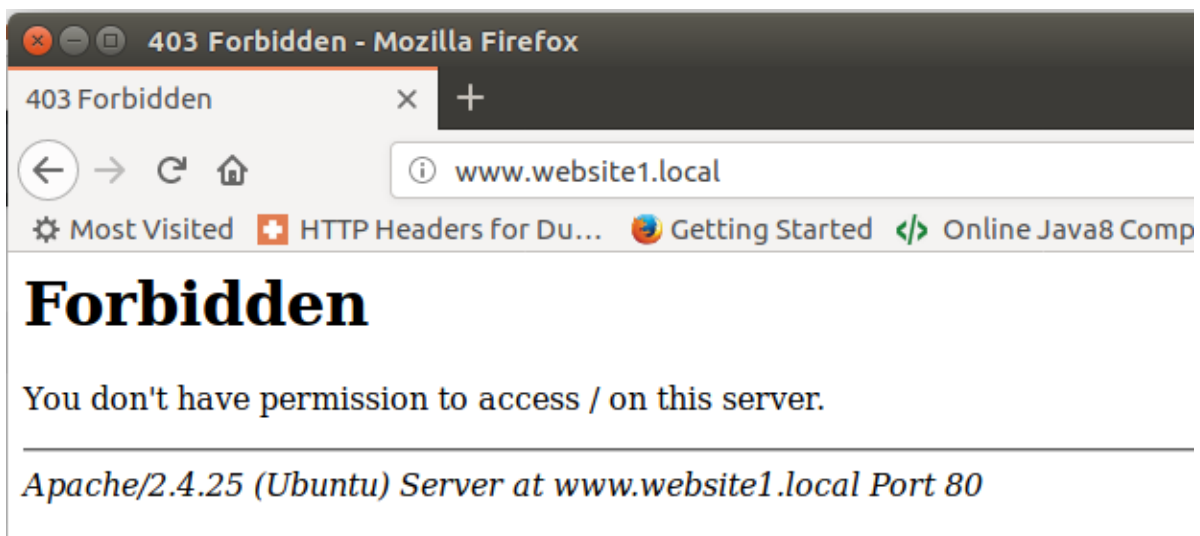 403 Forbidden - Mozilla Firefox
403 Forbidden
www.website1.local
Most Visited HTTP Headers for Du... Getting Started Online Java8 Comp
Forbidden
You don't have permission to access / on this server.
Apache/2.4.25 (Ubuntu) Server at www.website1.local Port 80